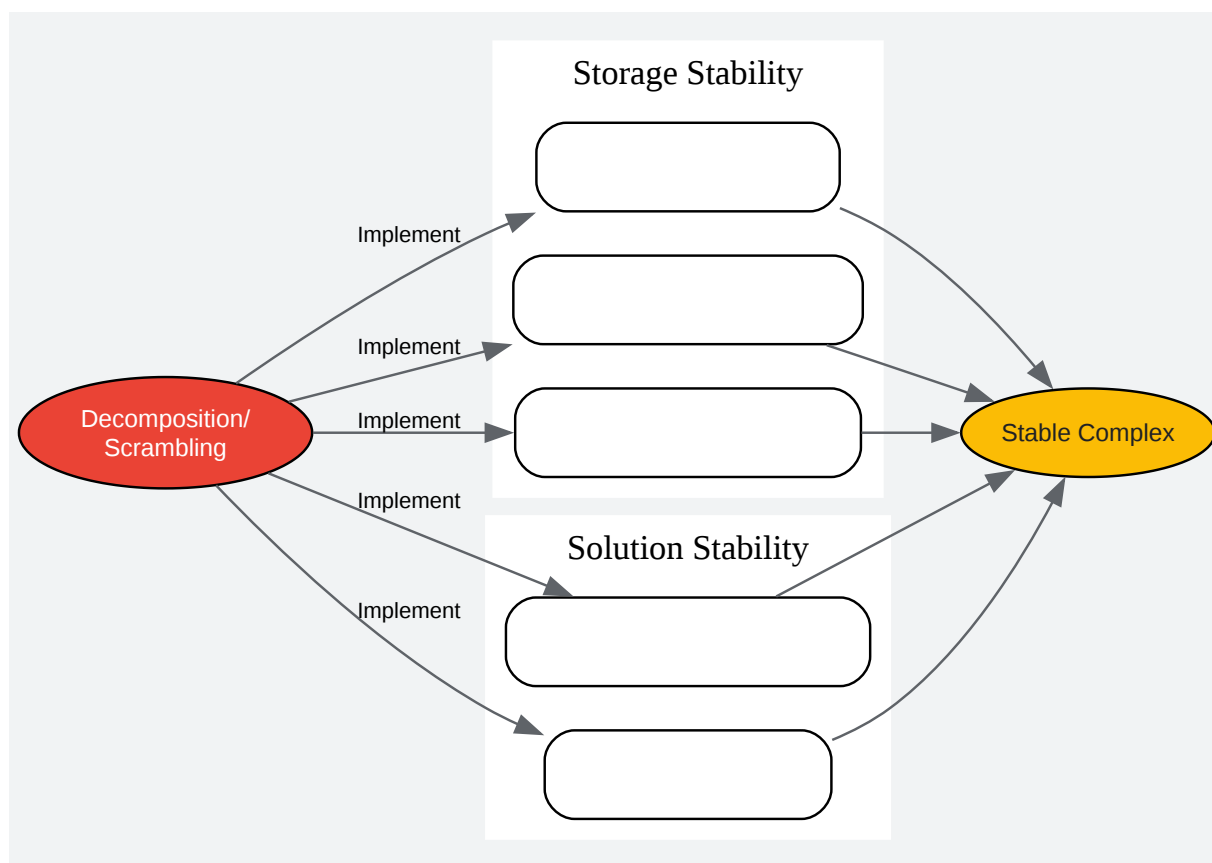 Storage Stability
Implement
Implement
Decomposition/
Scrambling
Implement
Stable Complex
Implement
Solution Stability
Implement